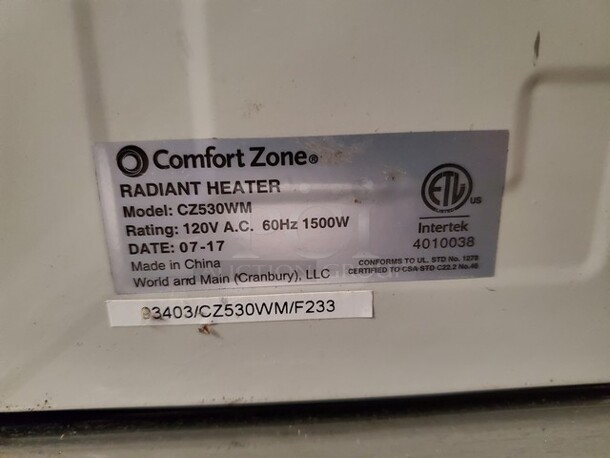 Comfort Zone®
RADIANT HEATER
Model: CZ530WM
Rating: 120V A.C. 60Hz 1500W
DATE: 07-17
Made in China
World and Main (Cranbury), LLC
ETL
US
Intertek
4010038
CONFORMS TO UL. STD No. 1278
CERTIFIED TO CSA STD C22.2 No.46
93403/CZ530WM/F233